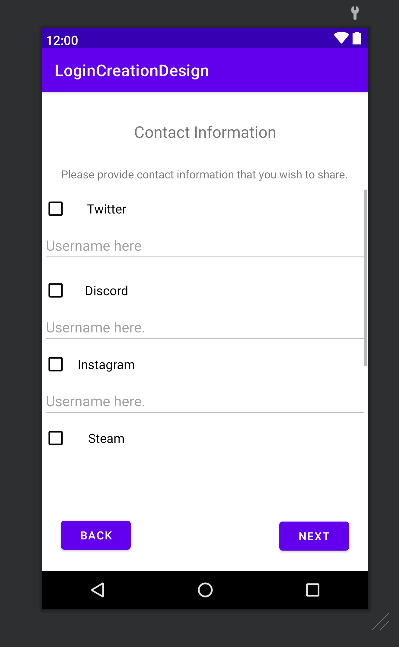 12:00
LoginCreationDesign
Contact Information
Please provide contact information that you wish to share.
Twitter
Username here
Discord
Username here.
Instagram
Username here.
Steam
BACK NEXT